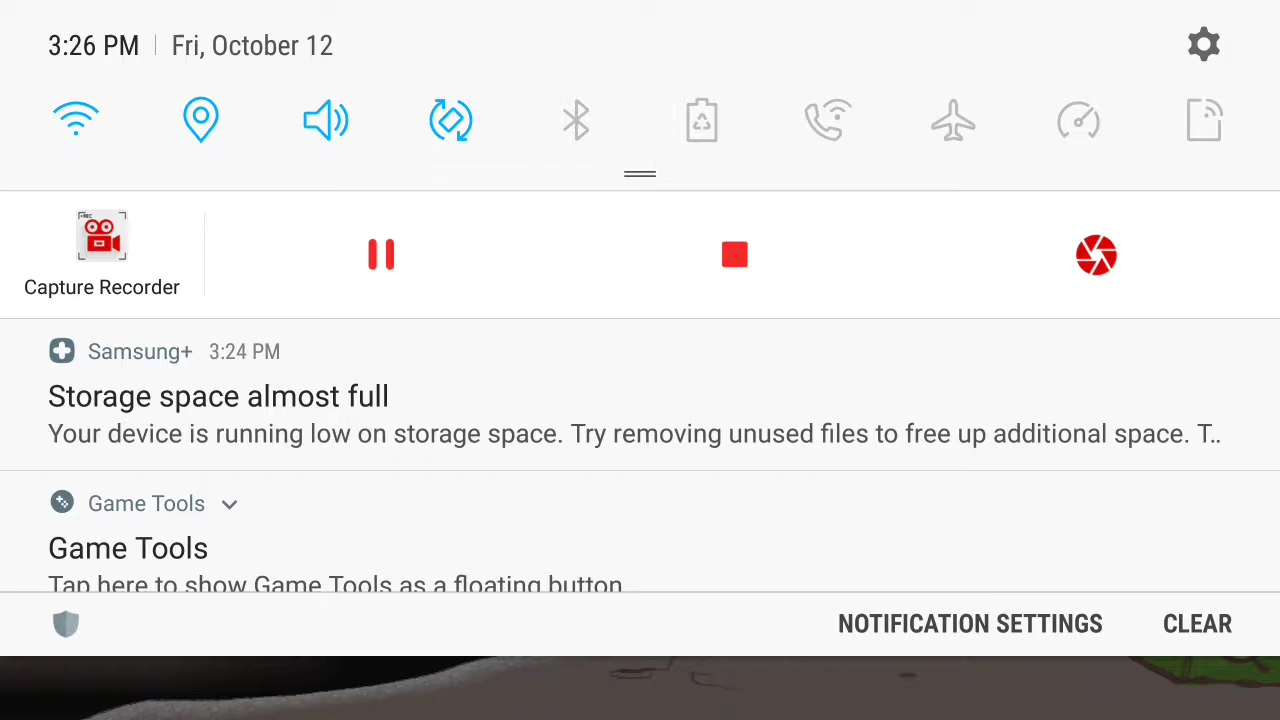 3:26 PM Fri, October 12
Capture Recorder
Samsung+ 3:24 PM
Storage space almost full
Your device is running low on storage space. Try removing unused files to free up additional space. T..
Game Tools
Game Tools
Tap here to show Game Tools as a floating button
NOTIFICATION SETTINGS CLEAR